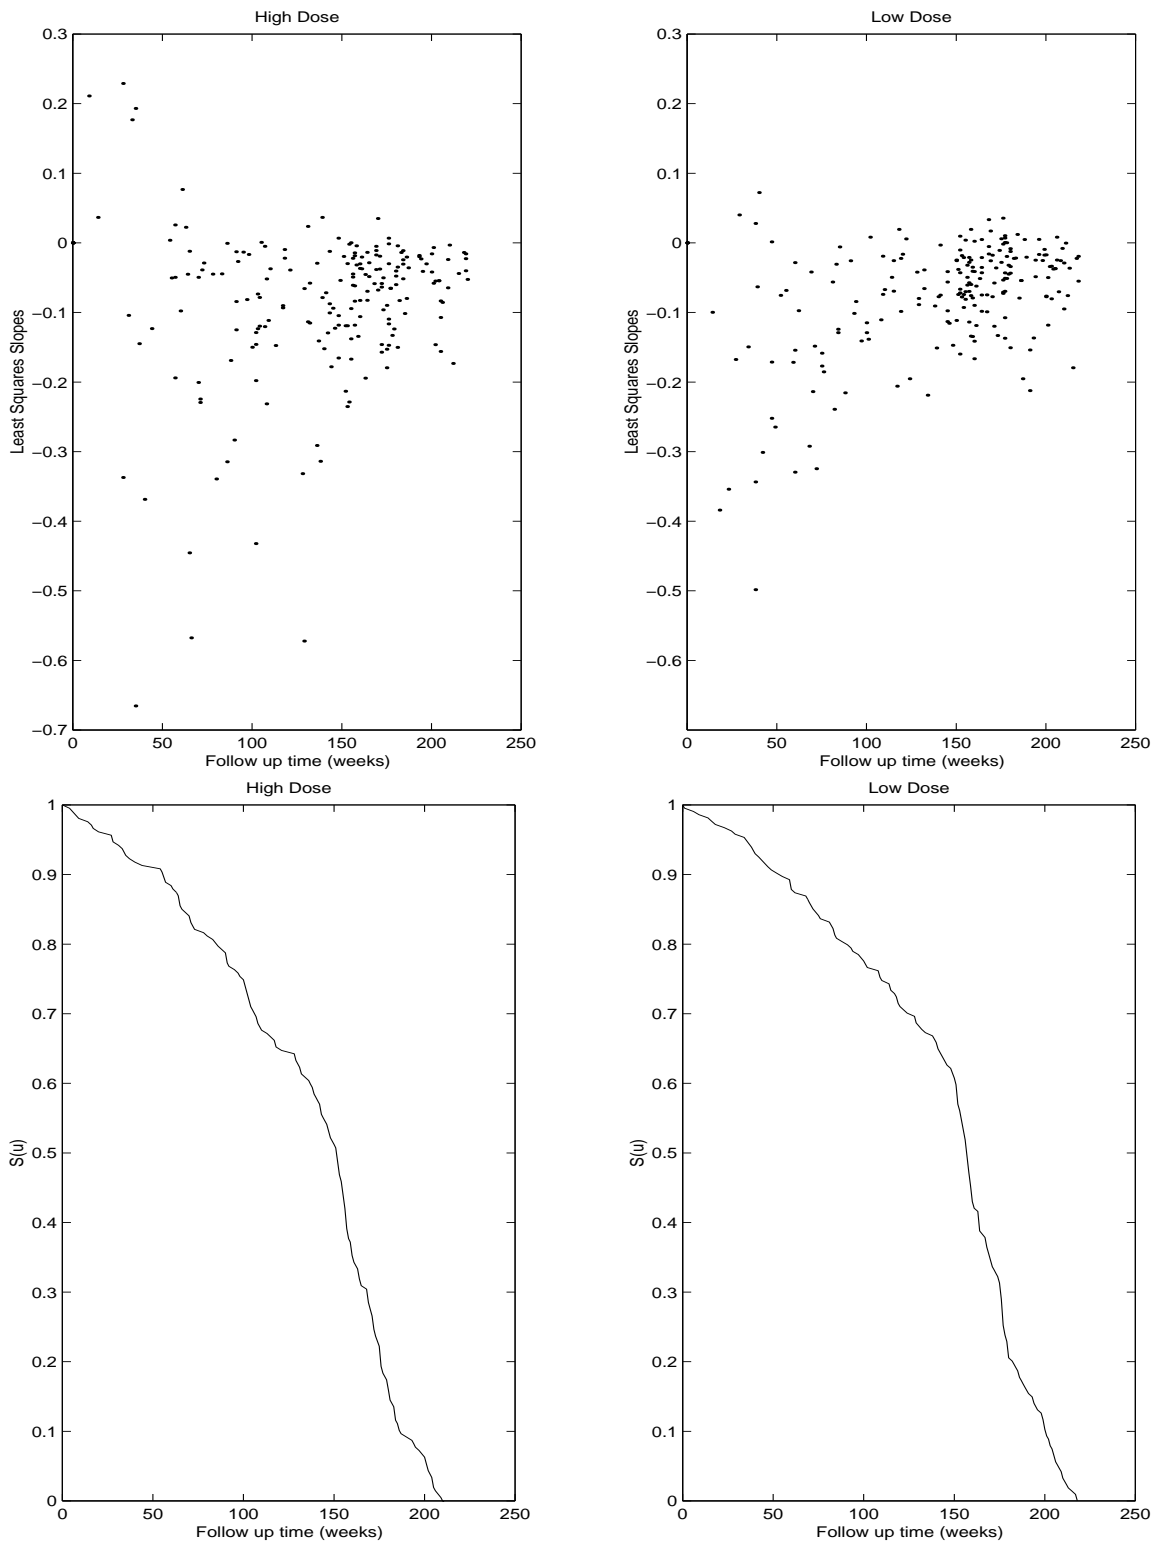 High Dose
0.3
0.2
0.1
0
−0.1
−0.2
−0.3
−0.4
−0.5
−0.6
−0.7
Least Squares Slopes
0 50 100 150 200 250
Follow up time (weeks)
Low Dose
0.3
0.2
0.1
0
−0.1
−0.2
−0.3
−0.4
−0.5
−0.6
Least Squares Slopes
0 50 100 150 200 250
Follow up time (weeks)
High Dose
1
0.9
0.8
0.7
0.6
0.5
0.4
0.3
0.2
0.1
0
S(u)
0 50 100 150 200 250
Follow up time (weeks)
Low Dose
1
0.9
0.8
0.7
0.6
0.5
0.4
0.3
0.2
0.1
0
S(u)
0 50 100 150 200 250
Follow up time (weeks)